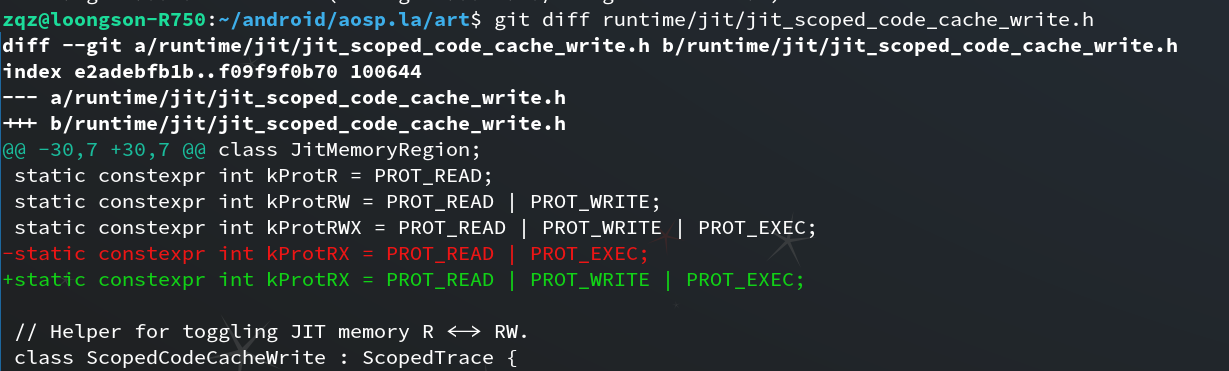 zqz@loongson-R750:~/android/aosp.la/art$ git diff runtime/jit/jit_scoped_code_cache_write.h
diff --git a/runtime/jit/jit_scoped_code_cache_write.h b/runtime/jit/jit_scoped_code_cache_write.h
index e2adebfb1b..f09f9f0b70 100644
--- a/runtime/jit/jit_scoped_code_cache_write.h
+++ b/runtime/jit/jit_scoped_code_cache_write.h
@@ -30,7 +30,7 @@ class JitMemoryRegion;
 static constexpr int kProtR = PROT_READ;
 static constexpr int kProtRW = PROT_READ | PROT_WRITE;
 static constexpr int kProtRWX = PROT_READ | PROT_WRITE | PROT_EXEC;
-static constexpr int kProtRX = PROT_READ | PROT_EXEC;
+static constexpr int kProtRX = PROT_READ | PROT_WRITE | PROT_EXEC;
 // Helper for toggling JIT memory R <-> RW.
 class ScopedCodeCacheWrite : ScopedTrace {